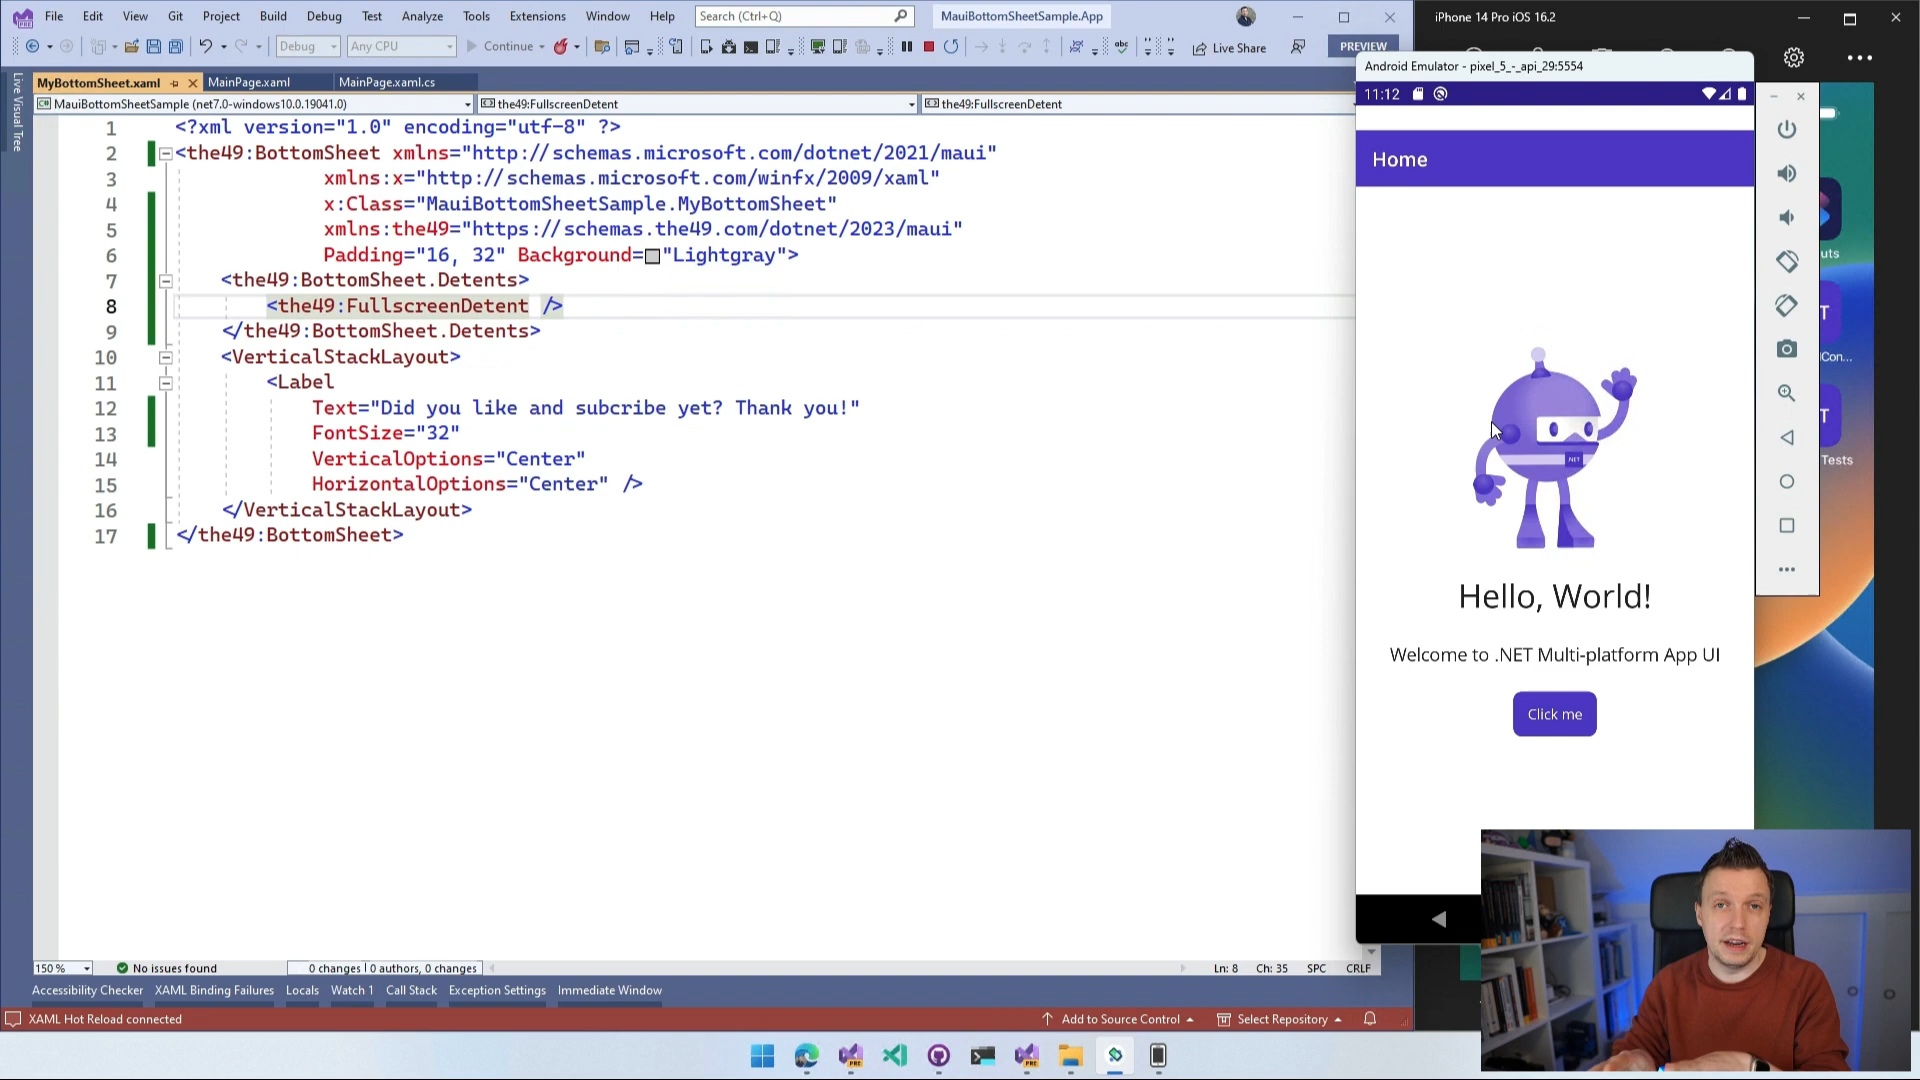 File Edit View Git Project Build Debug Test Analyze Tools Extensions Window Help Search (Ctrl+Q) MauiBottomSheetSample.App
Debug Any CPU Continue Live Share PREVIEW
MyBottomSheet.xaml MainPage.xaml MainPage.xaml.cs
MauiBottomSheetSample (net7.0-windows10.0.19041.0) the49:FullscreenDetent the49:FullscreenDetent
Live Visual Tree
1 <?xml version="1.0" encoding="utf-8" ?>
2 <the49:BottomSheet xmlns="http://schemas.microsoft.com/dotnet/2021/maui"
3 xmlns:x="http://schemas.microsoft.com/winfx/2009/xaml"
4 x:Class="MauiBottomSheetSample.MyBottomSheet"
5 xmlns:the49="https://schemas.the49.com/dotnet/2023/maui"
6 Padding="16, 32" Background="Lightgray">
7 <the49:BottomSheet.Detents>
8 <the49:FullscreenDetent />
9 </the49:BottomSheet.Detents>
10 <VerticalStackLayout>
11 <Label
12 Text="Did you like and subcribe yet? Thank you!"
13 FontSize="32"
14 VerticalOptions="Center"
15 HorizontalOptions="Center" />
16 </VerticalStackLayout>
17 </the49:BottomSheet>
150 % No issues found 0 changes | 0 authors, 0 changes Ln: 8 Ch: 35 SPC CRLF
Accessibility Checker XAML Binding Failures Locals Watch 1 Call Stack Exception Settings Immediate Window
XAML Hot Reload connected Add to Source Control Select Repository
iPhone 14 Pro iOS 16.2
Android Emulator - pixel_5_-_api_29:5554
11:12
Home
.NET
Hello, World!
Welcome to .NET Multi-platform App UI
Click me
uts
T
Con...
T
Tests
PRE
PRE